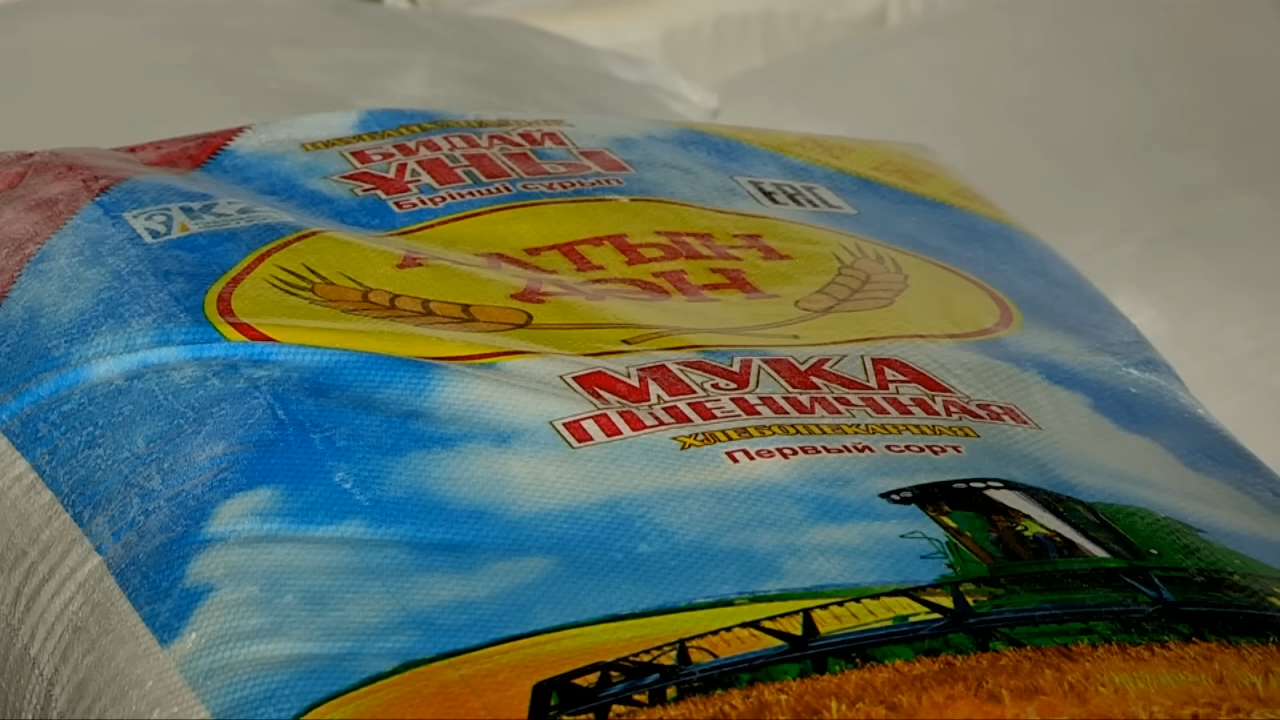 БИДАЙ
ҰНЫ
Бірінші сұрып
EAC
АЛТЫН
ДӘН
МУКА
ПШЕНИЧНАЯ
ХЛЕБОПЕКАРНАЯ
Первый сорт